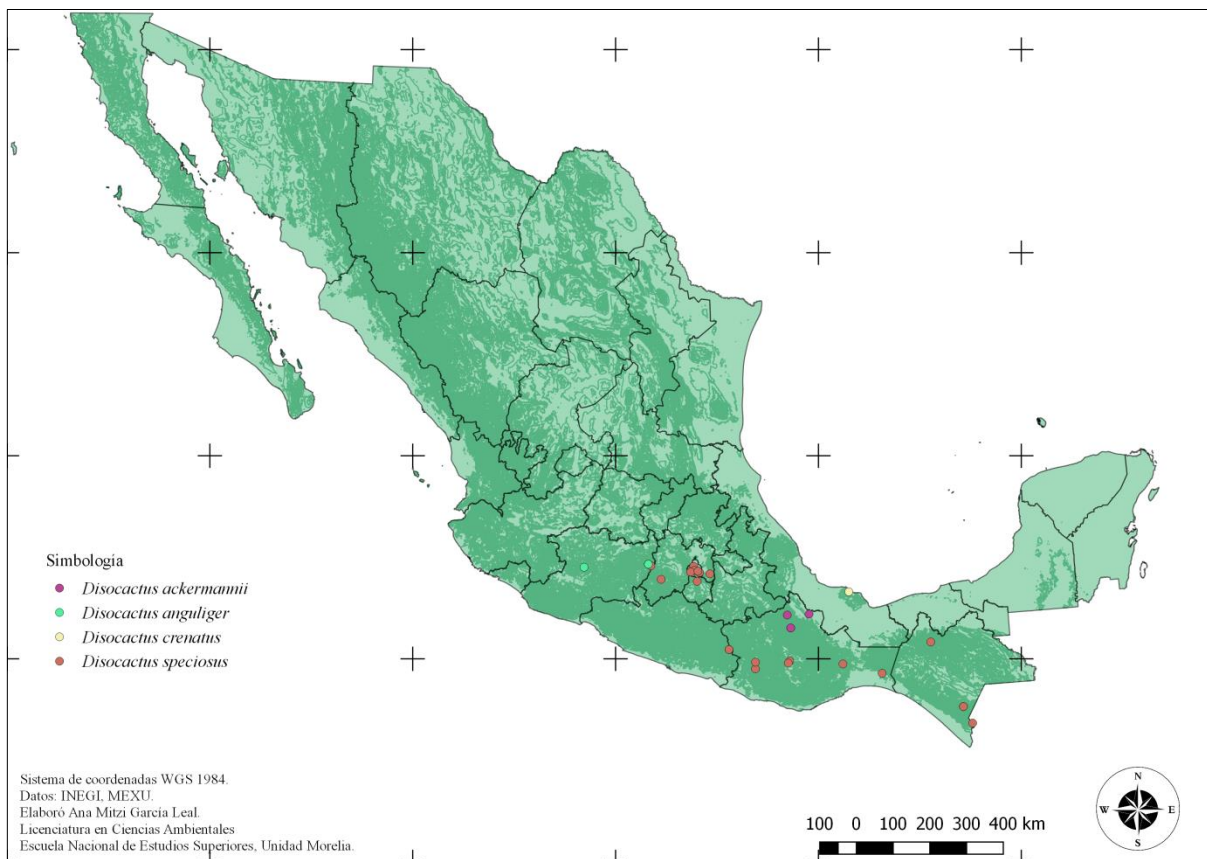 Simbología
Disocactus ackermannii
Disocactus anguliger
Disocactus crenatus
Disocactus speciosus
Sistema de coordenadas WGS 1984.
Datos: INEGI, MEXU.
Elaboró Ana Mitzi García Leal.
Licenciatura en Ciencias Ambientales
Escuela Nacional de Estudios Superiores, Unidad Morelia.
100 0 100 200 300 400 km
N
W E
S